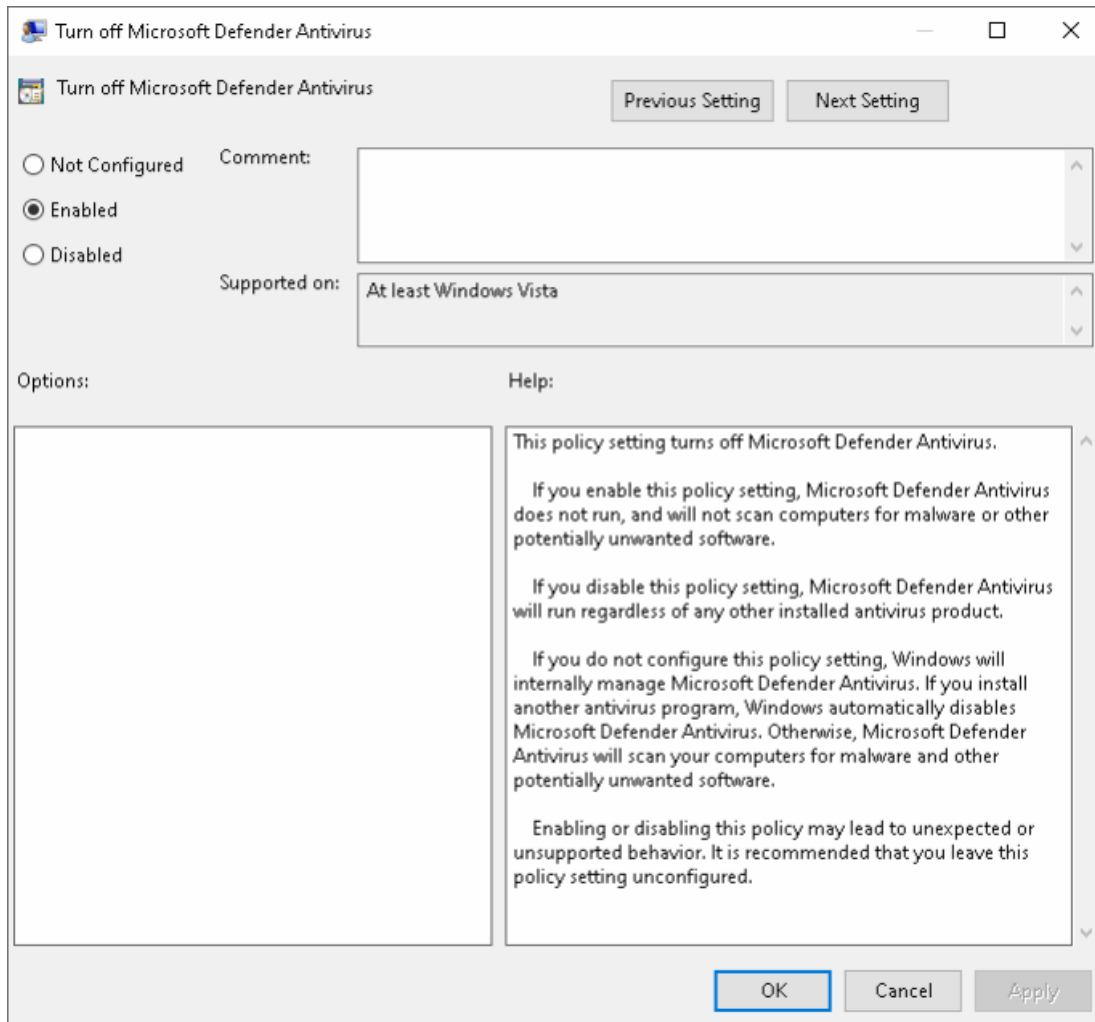 Turn off Microsoft Defender Antivirus
Turn off Microsoft Defender Antivirus
Previous Setting
Next Setting
Not Configured
Enabled
Disabled
Comment:
Supported on:
At least Windows Vista
Options:
Help:
This policy setting turns off Microsoft Defender Antivirus.
If you enable this policy setting, Microsoft Defender Antivirus
does not run, and will not scan computers for malware or other
potentially unwanted software.
If you disable this policy setting, Microsoft Defender Antivirus
will run regardless of any other installed antivirus product.
If you do not configure this policy setting, Windows will
internally manage Microsoft Defender Antivirus. If you install
another antivirus program, Windows automatically disables
Microsoft Defender Antivirus. Otherwise, Microsoft Defender
Antivirus will scan your computers for malware and other
potentially unwanted software.
Enabling or disabling this policy may lead to unexpected or
unsupported behavior. It is recommended that you leave this
policy setting unconfigured.
OK
Cancel
Apply